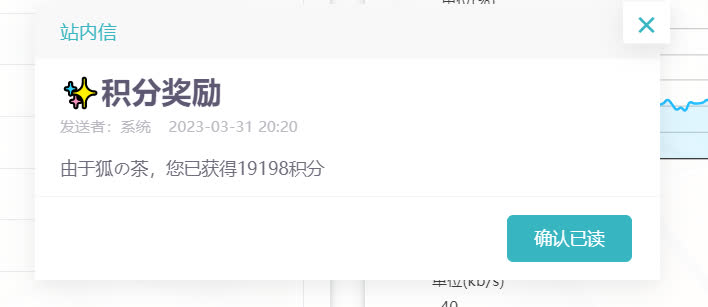 单位(%)
站内信
积分奖励
发送者：系统 2023-03-31 20:20
由于狐の茶，您已获得19198积分
确认已读
单位(kb/s)
40